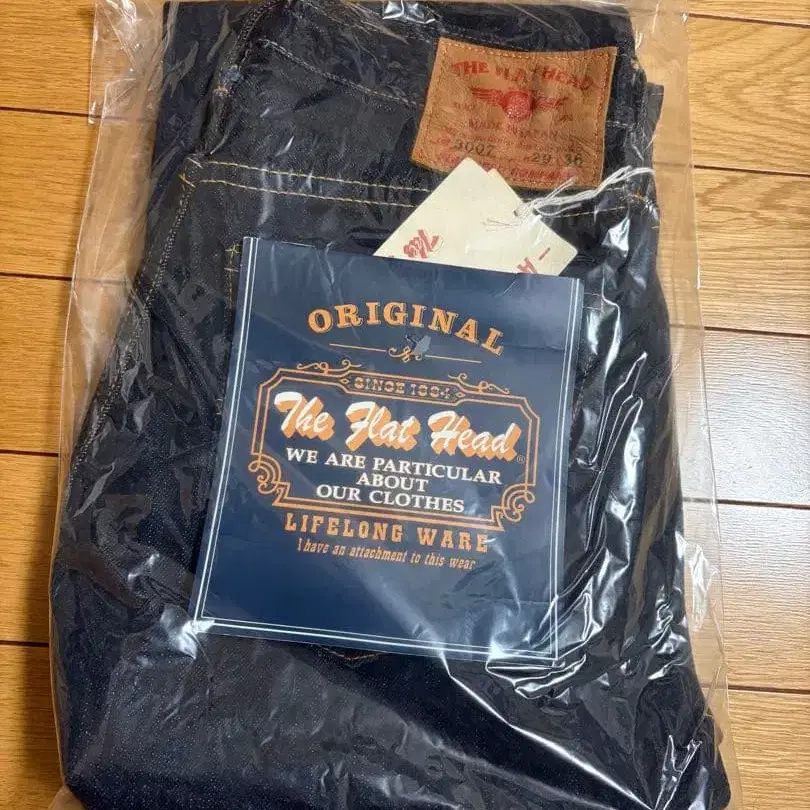 THE FLAT HEAD
MADE IN JAPAN
3007 29 36
ORIGINAL
SINCE 1994
The Flat Head®
WE ARE PARTICULAR
ABOUT
OUR CLOTHES
LIFELONG WARE
I have an attachment to this wear